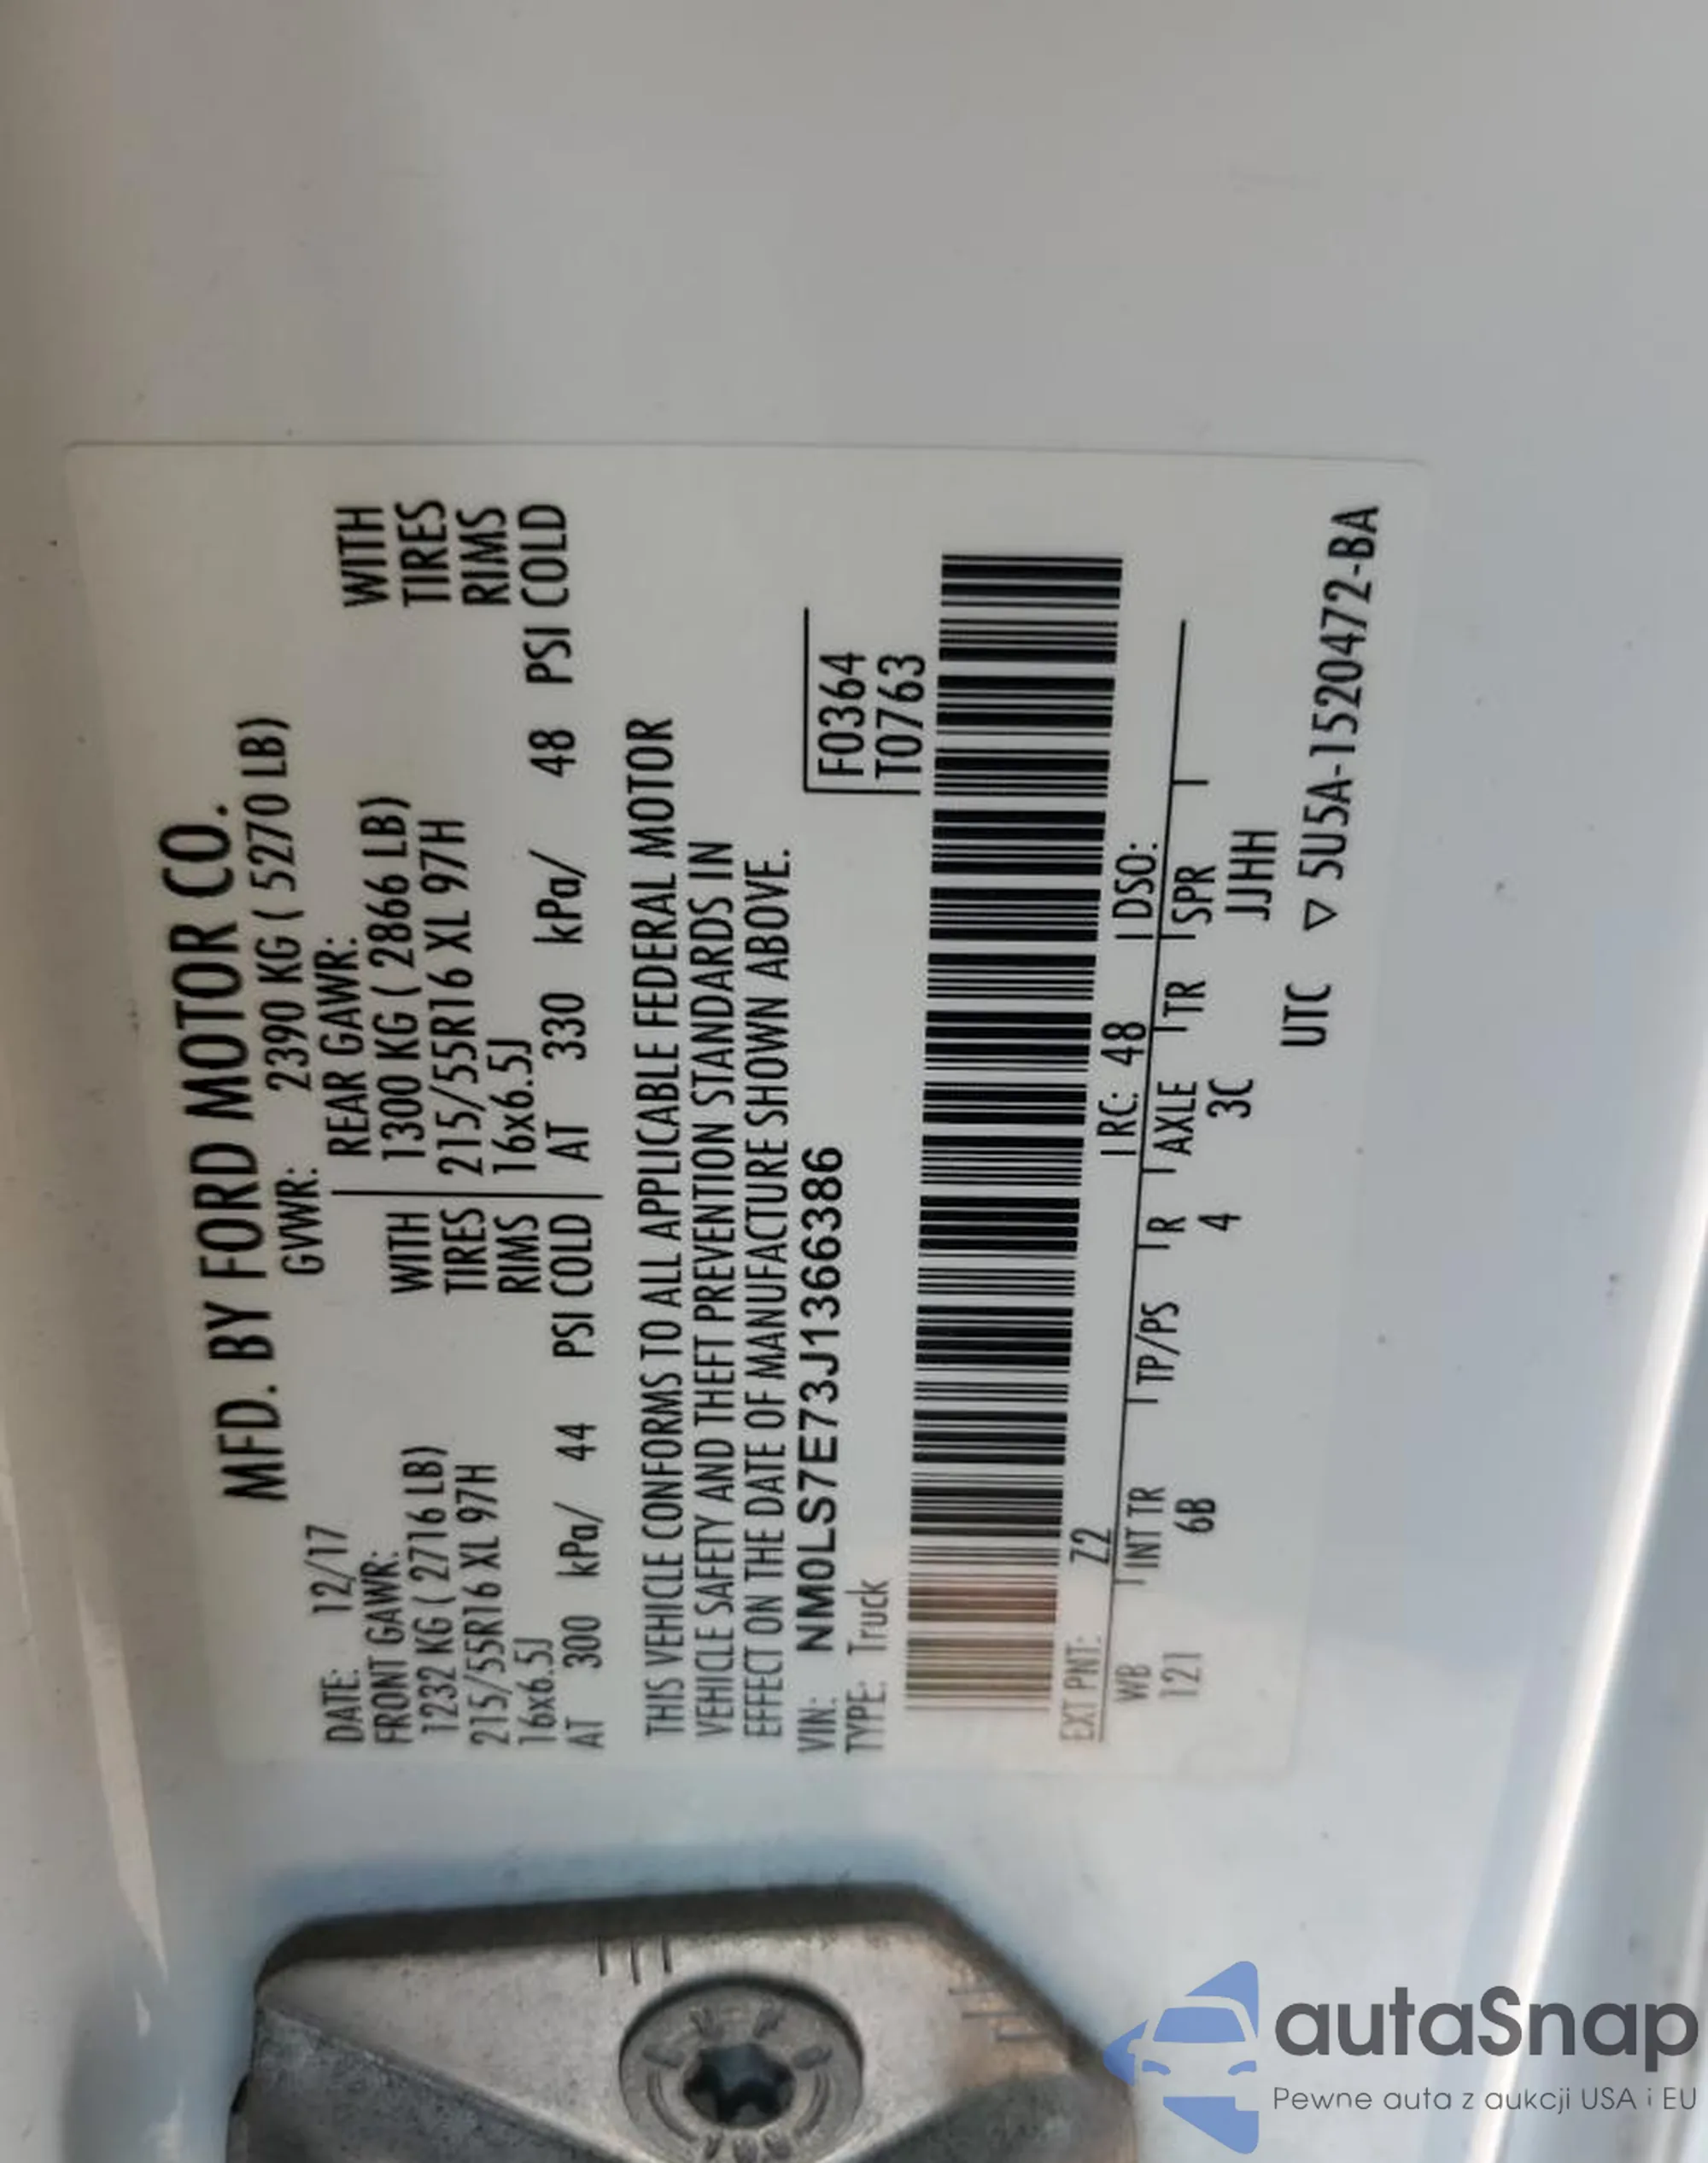 MFD. BY FORD MOTOR CO.
DATE: 12/17 GVWR: 2390 KG ( 5270 LB)
FRONT GAWR: REAR GAWR:
1232 KG ( 2716 LB) WITH 1300 KG ( 2866 LB) WITH
215/55R16 XL 97H TIRES 215/55R16 XL 97H TIRES
16x6.5J RIMS 16x6.5J RIMS
AT 300 kPa/ 44 PSI COLD AT 330 kPa/ 48 PSI COLD
THIS VEHICLE CONFORMS TO ALL APPLICABLE FEDERAL MOTOR
VEHICLE SAFETY AND THEFT PREVENTION STANDARDS IN
EFFECT ON THE DATE OF MANUFACTURE SHOWN ABOVE.
VIN: NM0LS7E73J1366386 F0364
TYPE: Truck T0763
EXT PNT: Z2 RC: 48 DSO:
WB INT TR TP/PS R AXLE TR SPR
121 6B 4 3C JJHH
UTC ▽ 5U5A-1520472-BA
autaSnap
Pewne auta z aukcji USA i EU